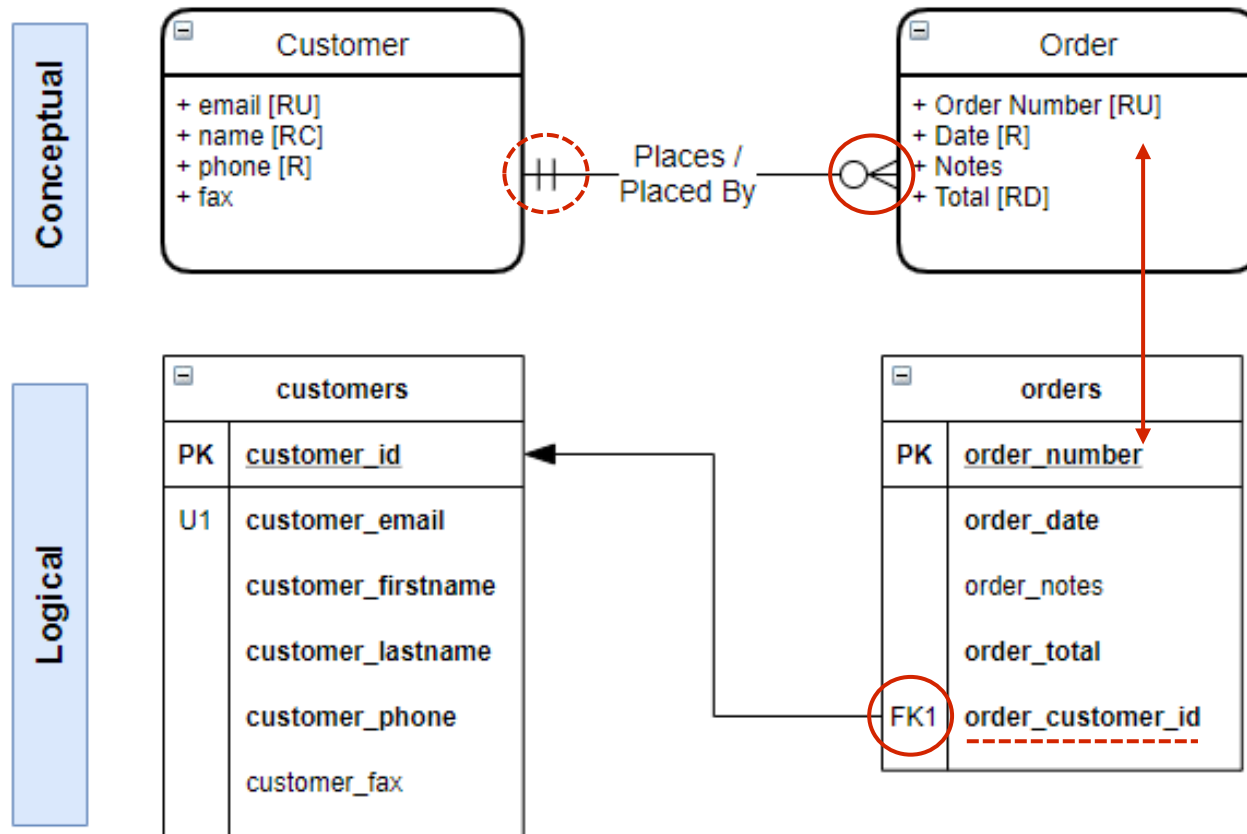 Conceptual
Customer
+ email [RU]
+ name [RC]
+ phone [R]
+ fax
Places /
Placed By
Order
+ Order Number [RU]
+ Date [R]
+ Notes
+ Total [RD]
Logical
customers
PK customer_id
U1 customer_email
customer_firstname
customer_lastname
customer_phone
customer_fax
orders
PK order_number
order_date
order_notes
order_total
FK1 order_customer_id